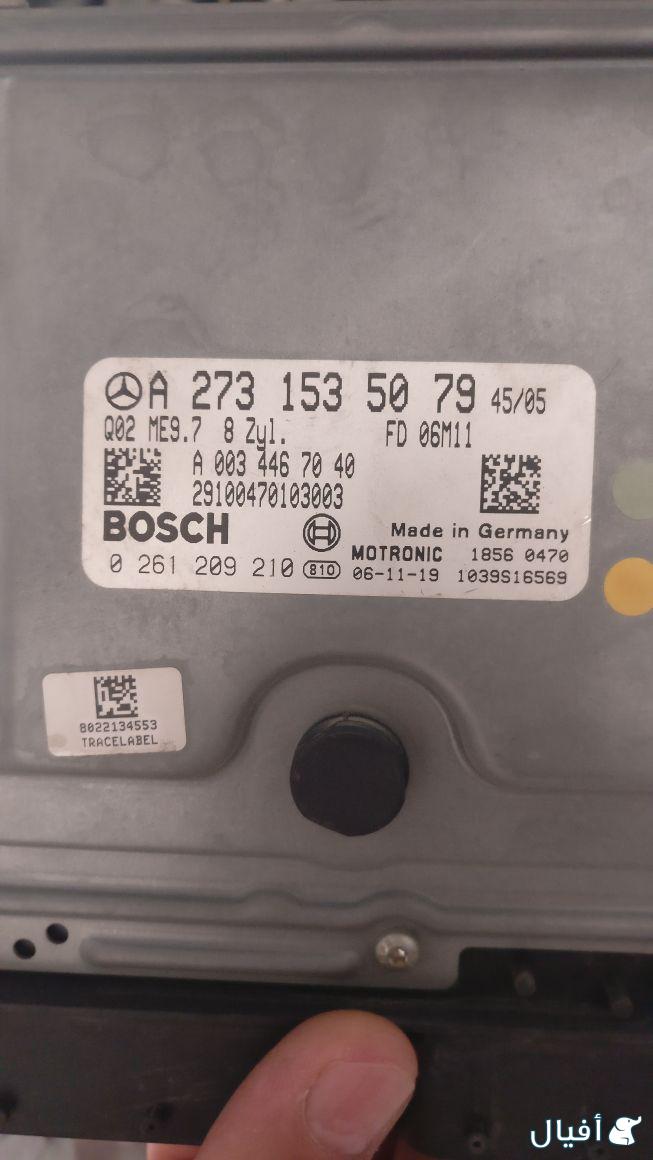 A 273 153 50 79 45/05
Q02 ME9.7 8 Zyl. FD 06M11
A 003 446 70 40
29100470103003
BOSCH Made in Germany
MOTRONIC 1856 0470
0 261 209 210 810 06-11-19 1039S16569
8022134553
TRACELABEL
أفيال